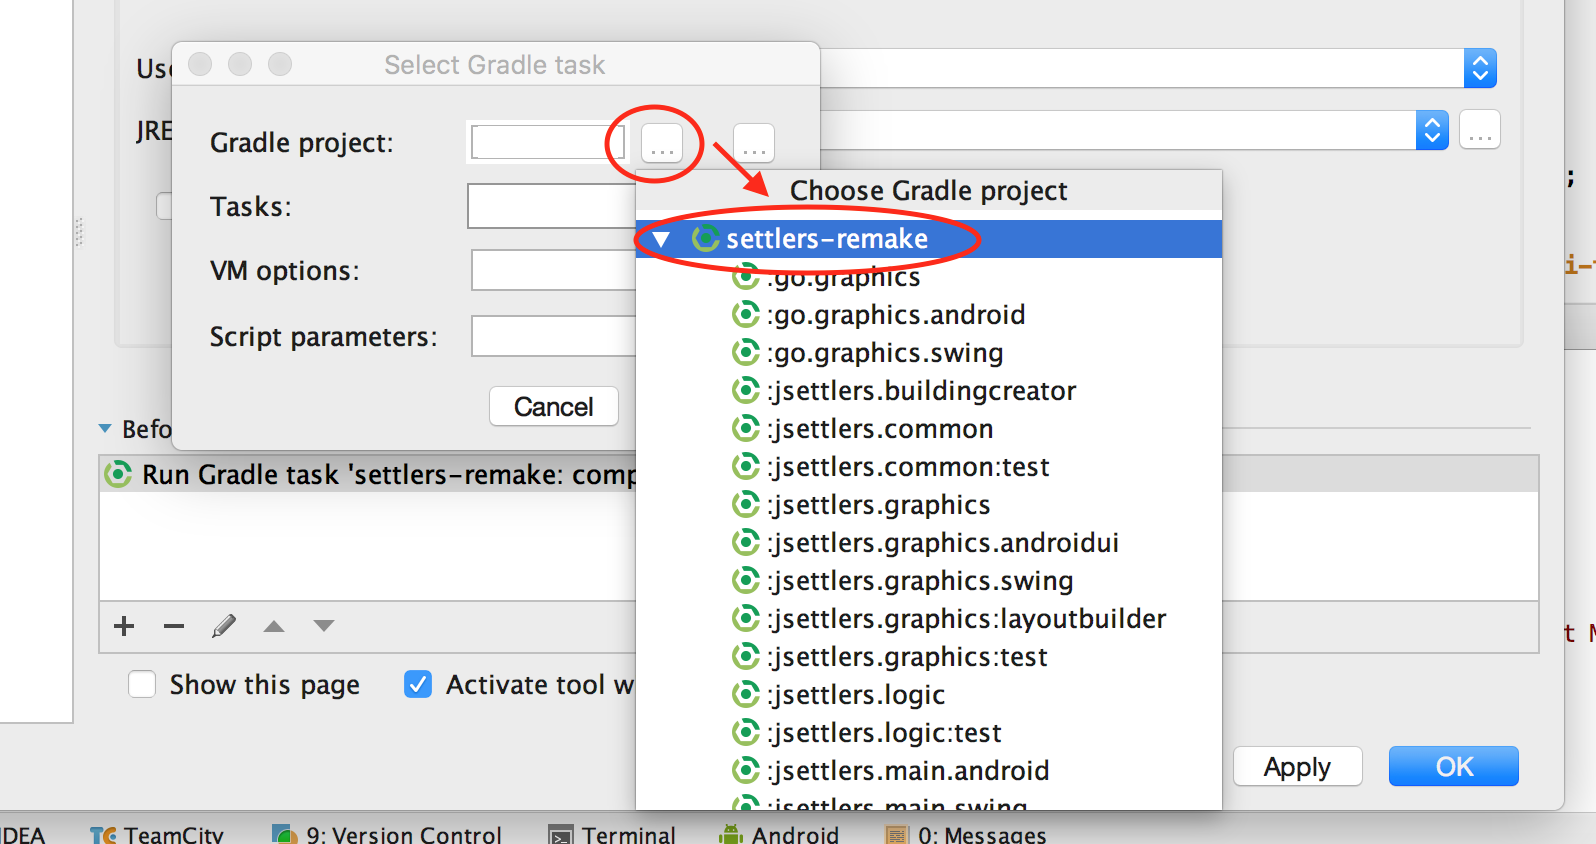 Select Gradle task
Use
JRE
Gradle project:
...
...
...
Choose Gradle project
;
Tasks:
settlers-remake
VM options:
:go.graphics
:go.graphics.android
Script parameters:
:go.graphics.swing
:jsettlers.buildingcreator
Cancel
Befo
:jsettlers.common
:jsettlers.common:test
Run Gradle task 'settlers-remake: comp
:jsettlers.graphics
:jsettlers.graphics.androidui
:jsettlers.graphics.swing
:jsettlers.graphics:layoutbuilder
t M
:jsettlers.graphics:test
Show this page
Activate tool w
:jsettlers.logic
:jsettlers.logic:test
:jsettlers.main.android
Apply
OK
:jsettlers.main.swing
IDEA
TeamCity
9: Version Control
Terminal
Android
0: Messages